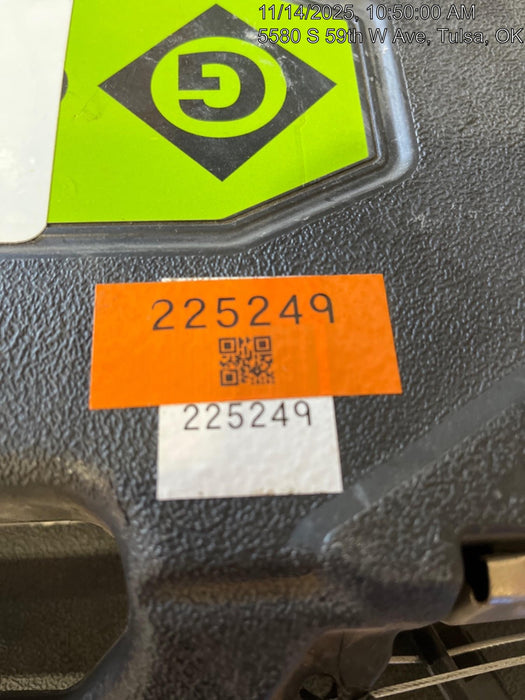 11/14/2025, 10:50:00 AM
5580 S 59th W Ave, Tulsa, OK
G
225249
225249